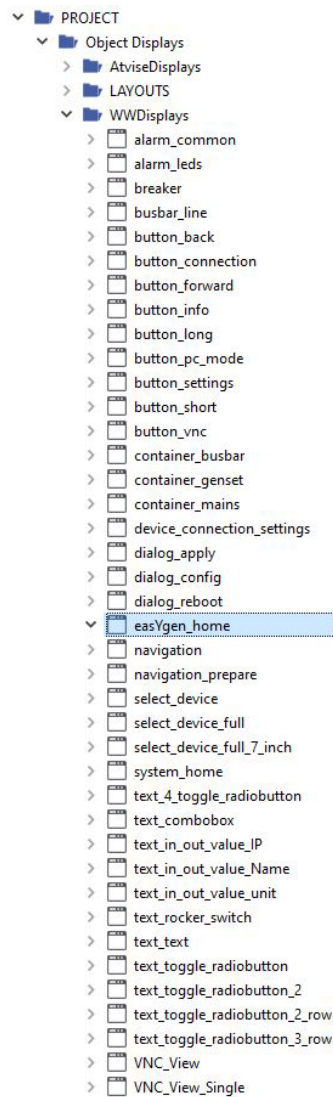 PROJECT
Object Displays
AtviseDisplays
LAYOUTS
WWDisplays
alarm_common
alarm_leds
breaker
busbar_line
button_back
button_connection
button_forward
button_info
button_long
button_pc_mode
button_settings
button_short
button_vnc
container_busbar
container_genset
container_mains
device_connection_settings
dialog_apply
dialog_config
dialog_reboot
easYgen_home
navigation
navigation_prepare
select_device
select_device_full
select_device_full_7_inch
system_home
text_4_toggle_radiobutton
text_combobox
text_in_out_value_IP
text_in_out_value_Name
text_in_out_value_unit
text_rocker_switch
text_text
text_toggle_radiobutton
text_toggle_radiobutton_2
text_toggle_radiobutton_2_row
text_toggle_radiobutton_3_row
VNC_View
VNC_View_Single